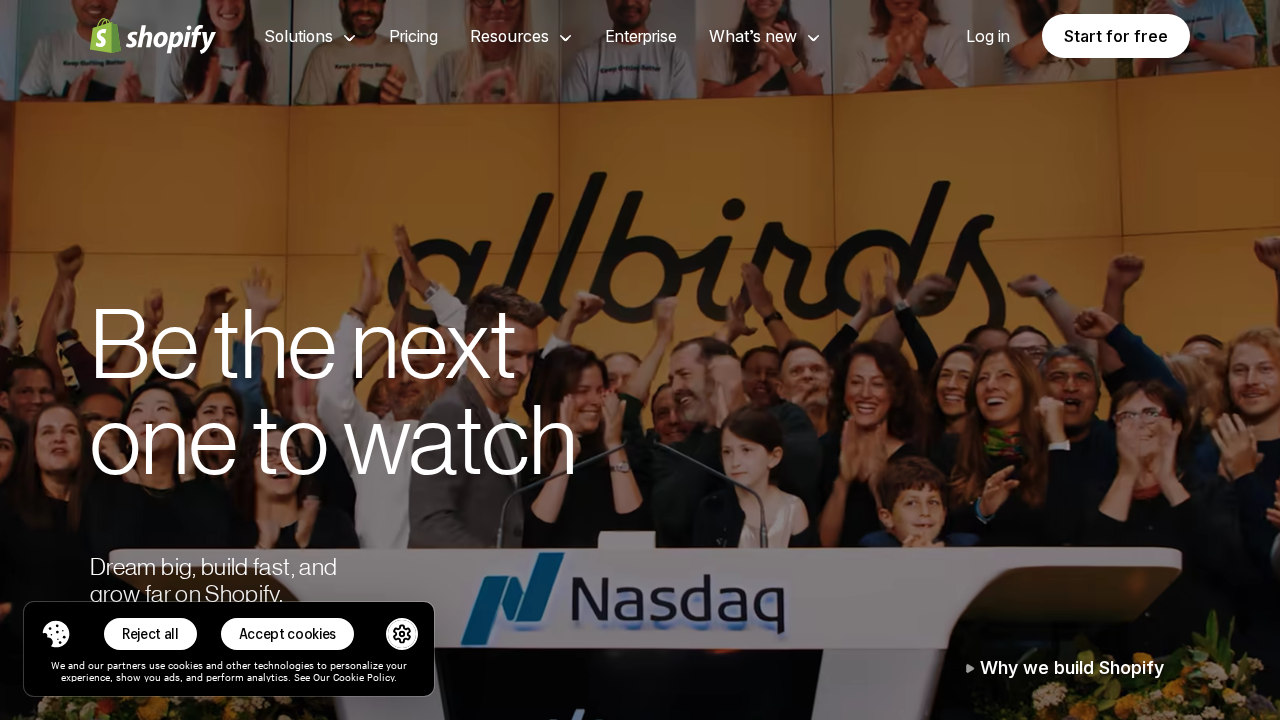 shopify
Solutions
Pricing
Resources
Enterprise
What's new
Log in
Start for free
allbirds
Be the next
one to watch
Dream big, build fast, and
grow far on Shopify.
Nasdaq
Reject all
Accept cookies
We and our partners use cookies and other technologies to personalize your
experience, show you ads, and perform analytics. See Our Cookie Policy.
Why we build Shopify